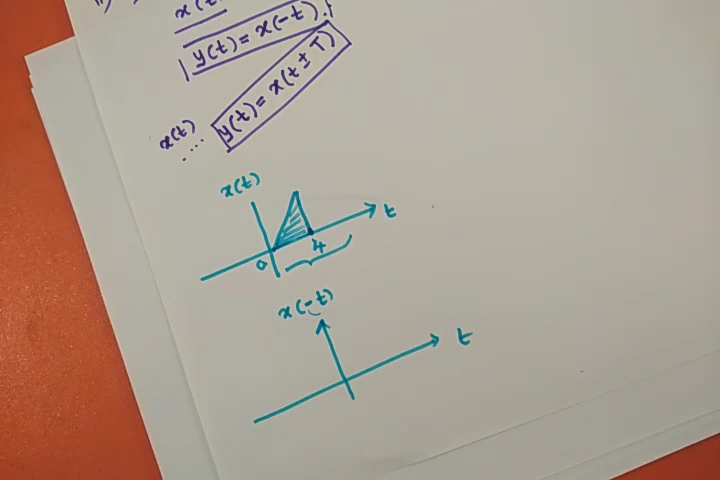 x(t)
y(t) = x(-t).
y(t) = x(t ± T)
x(t)
....
x(t)
t
0
4
x(-t)
t